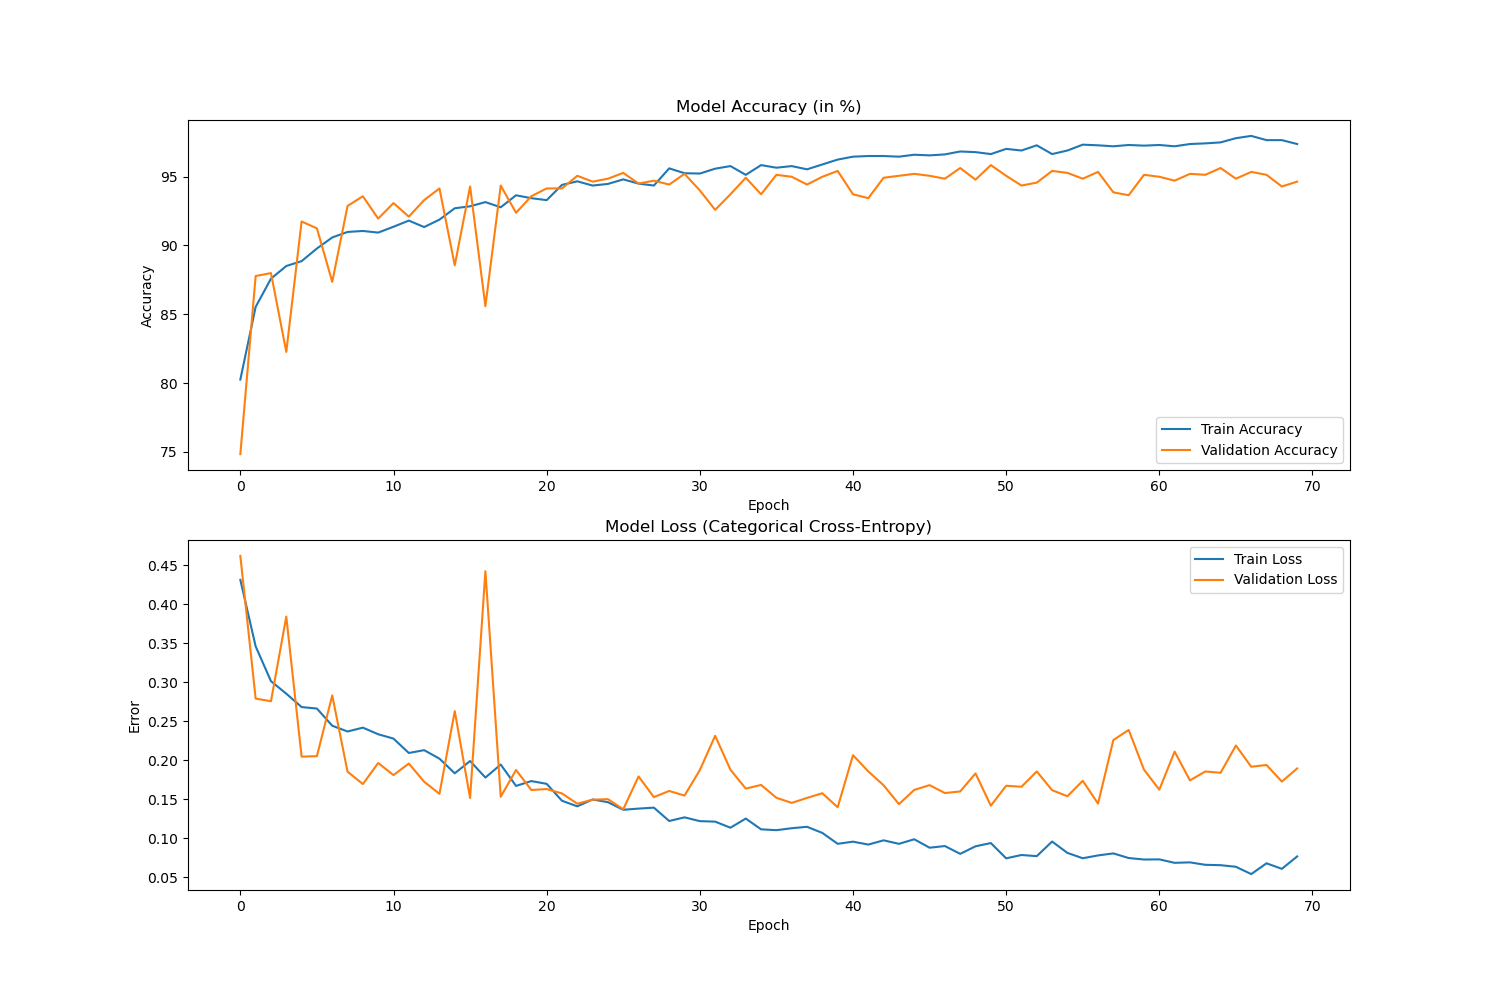 Model Accuracy (in %)
Accuracy
95
90
85
80
75
Train Accuracy
Validation Accuracy
0 10 20 30 40 50 60 70
Epoch
Model Loss (Categorical Cross-Entropy)
Error
0.45
0.40
0.35
0.30
0.25
0.20
0.15
0.10
0.05
Train Loss
Validation Loss
0 10 20 30 40 50 60 70
Epoch